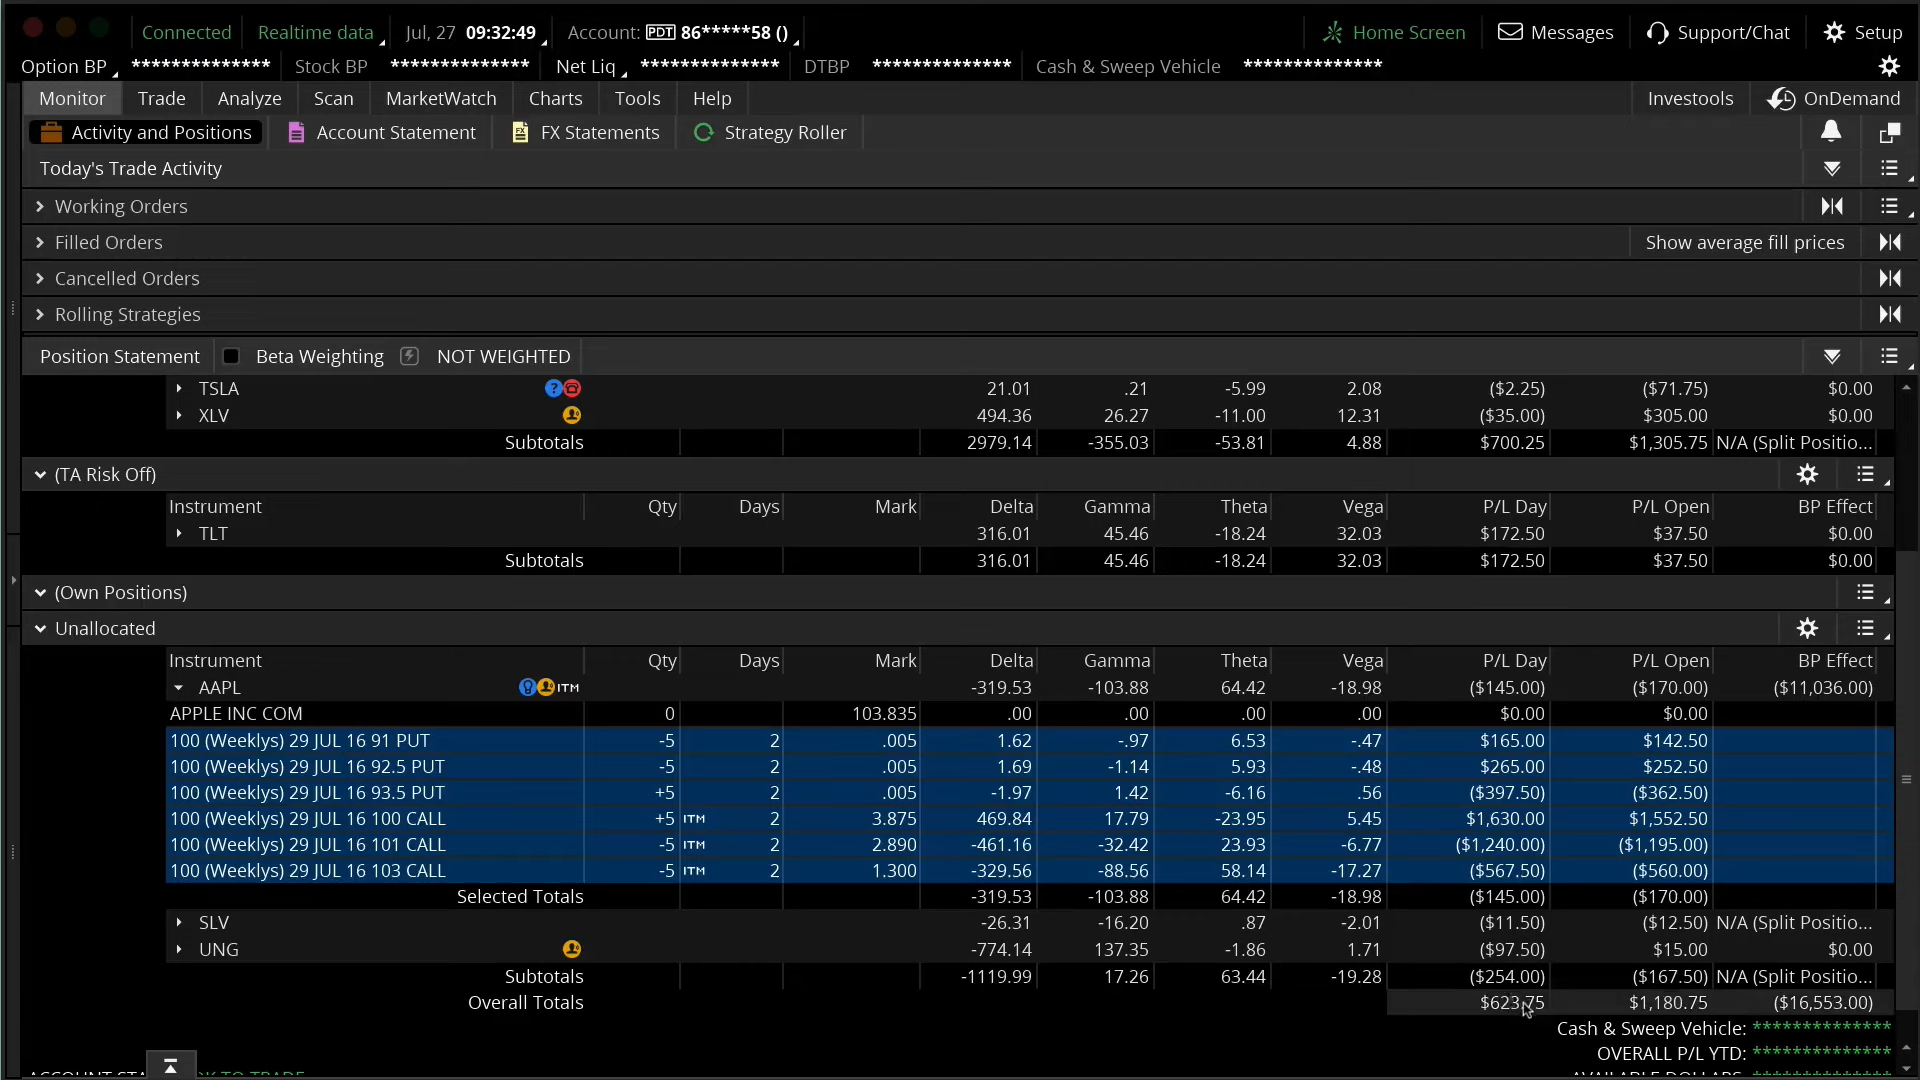 Connected Realtime data Jul, 27 09:32:49 Account: PDT 86*****58 () Home Screen Messages Support/Chat Setup
Option BP ************** Stock BP ************** Net Liq ************** DTBP ************** Cash & Sweep Vehicle **************
Monitor Trade Analyze Scan MarketWatch Charts Tools Help Investools OnDemand
Activity and Positions Account Statement FX FX Statements Strategy Roller
Today's Trade Activity
Working Orders
Filled Orders Show average fill prices
Cancelled Orders
Rolling Strategies
Position Statement Beta Weighting NOT WEIGHTED
TSLA ? 21.01 .21 -5.99 2.08 ($2.25) ($71.75) $0.00
XLV 494.36 26.27 -11.00 12.31 ($35.00) $305.00 $0.00
Subtotals 2979.14 -355.03 -53.81 4.88 $700.25 $1,305.75 N/A (Split Positio...
(TA Risk Off)
Instrument Qty Days Mark Delta Gamma Theta Vega P/L Day P/L Open BP Effect
TLT 316.01 45.46 -18.24 32.03 $172.50 $37.50 $0.00
Subtotals 316.01 45.46 -18.24 32.03 $172.50 $37.50 $0.00
(Own Positions)
Unallocated
Instrument Qty Days Mark Delta Gamma Theta Vega P/L Day P/L Open BP Effect
AAPL ITM -319.53 -103.88 64.42 -18.98 ($145.00) ($170.00) ($11,036.00)
APPLE INC COM 0 103.835 .00 .00 .00 .00 $0.00 $0.00
100 (Weeklys) 29 JUL 16 91 PUT -5 2 .005 1.62 -.97 6.53 -.47 $165.00 $142.50
100 (Weeklys) 29 JUL 16 92.5 PUT -5 2 .005 1.69 -1.14 5.93 -.48 $265.00 $252.50
100 (Weeklys) 29 JUL 16 93.5 PUT +5 2 .005 -1.97 1.42 -6.16 .56 ($397.50) ($362.50)
100 (Weeklys) 29 JUL 16 100 CALL +5 ITM 2 3.875 469.84 17.79 -23.95 5.45 $1,630.00 $1,552.50
100 (Weeklys) 29 JUL 16 101 CALL -5 ITM 2 2.890 -461.16 -32.42 23.93 -6.77 ($1,240.00) ($1,195.00)
100 (Weeklys) 29 JUL 16 103 CALL -5 ITM 2 1.300 -329.56 -88.56 58.14 -17.27 ($567.50) ($560.00)
Selected Totals -319.53 -103.88 64.42 -18.98 ($145.00) ($170.00)
SLV -26.31 -16.20 .87 -2.01 ($11.50) ($12.50) N/A (Split Positio...
UNG -774.14 137.35 -1.86 1.71 ($97.50) $15.00 $0.00
Subtotals -1119.99 17.26 63.44 -19.28 ($254.00) ($167.50) N/A (Split Positio...
Overall Totals $623.75 $1,180.75 ($16,553.00)
Cash & Sweep Vehicle: **************
OVERALL P/L YTD: **************